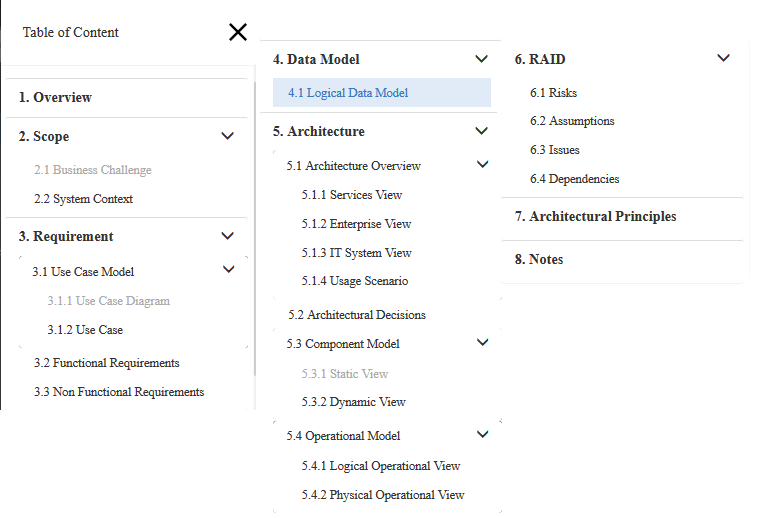 Table of Content
1. Overview
2. Scope
2.1 Business Challenge
2.2 System Context
3. Requirement
3.1 Use Case Model
3.1.1 Use Case Diagram
3.1.2 Use Case
3.2 Functional Requirements
3.3 Non Functional Requirements
4. Data Model
4.1 Logical Data Model
5. Architecture
5.1 Architecture Overview
5.1.1 Services View
5.1.2 Enterprise View
5.1.3 IT System View
5.1.4 Usage Scenario
5.2 Architectural Decisions
5.3 Component Model
5.3.1 Static View
5.3.2 Dynamic View
5.4 Operational Model
5.4.1 Logical Operational View
5.4.2 Physical Operational View
6. RAID
6.1 Risks
6.2 Assumptions
6.3 Issues
6.4 Dependencies
7. Architectural Principles
8. Notes